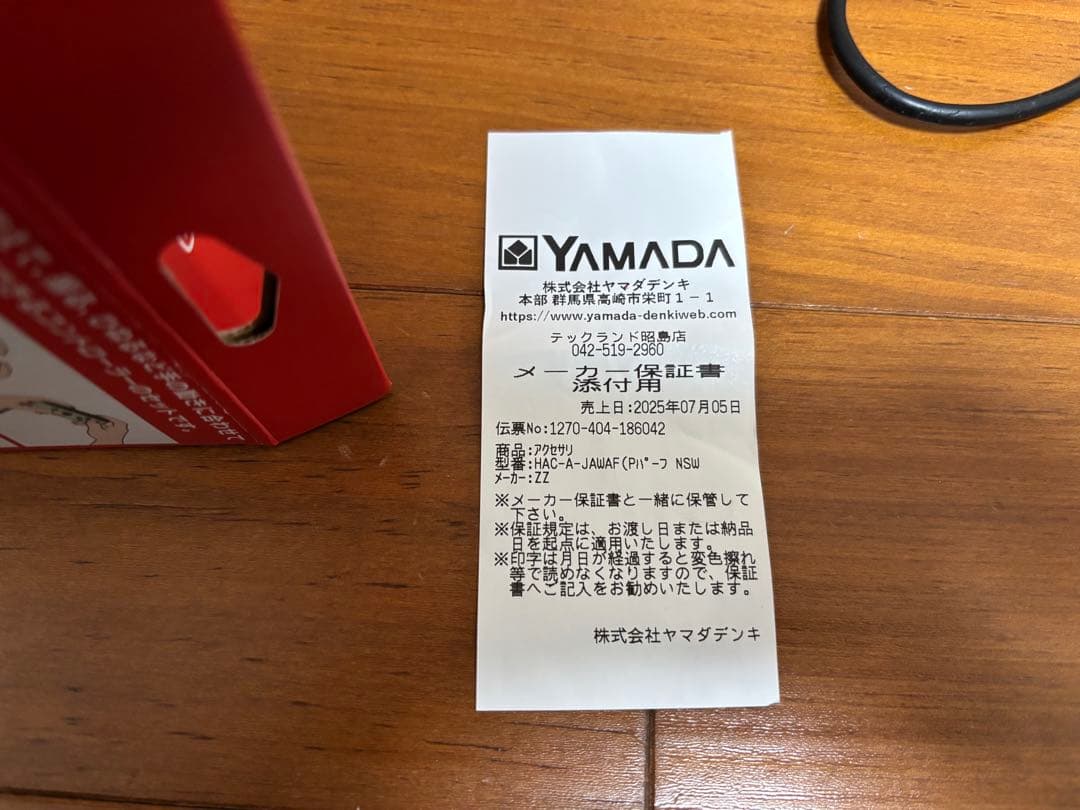 YAMADA
株式会社ヤマダデンキ
本部 群馬県高崎市栄町1-1
https://www.yamada-denkiweb.com
テックランド昭島店
042-519-2960
メーカー保証書
添付用
売上日:2025年07月05日
伝票No:1270-404-186042
商品:ｱｸｾｻﾘ
型番:HAC-A-JAWAF(Pﾊﾟｰﾌ NSW
ﾒｰｶｰ:ZZ
※メーカー保証書と一緒に保管して
下さい。
※保証規定は、お渡し日または納品
日を起点に適用いたします。
※印字は月日が経過すると変色擦れ
等で読めなくなりますので、保証
書へご記入をお勧めいたします。
株式会社ヤマダデンキ